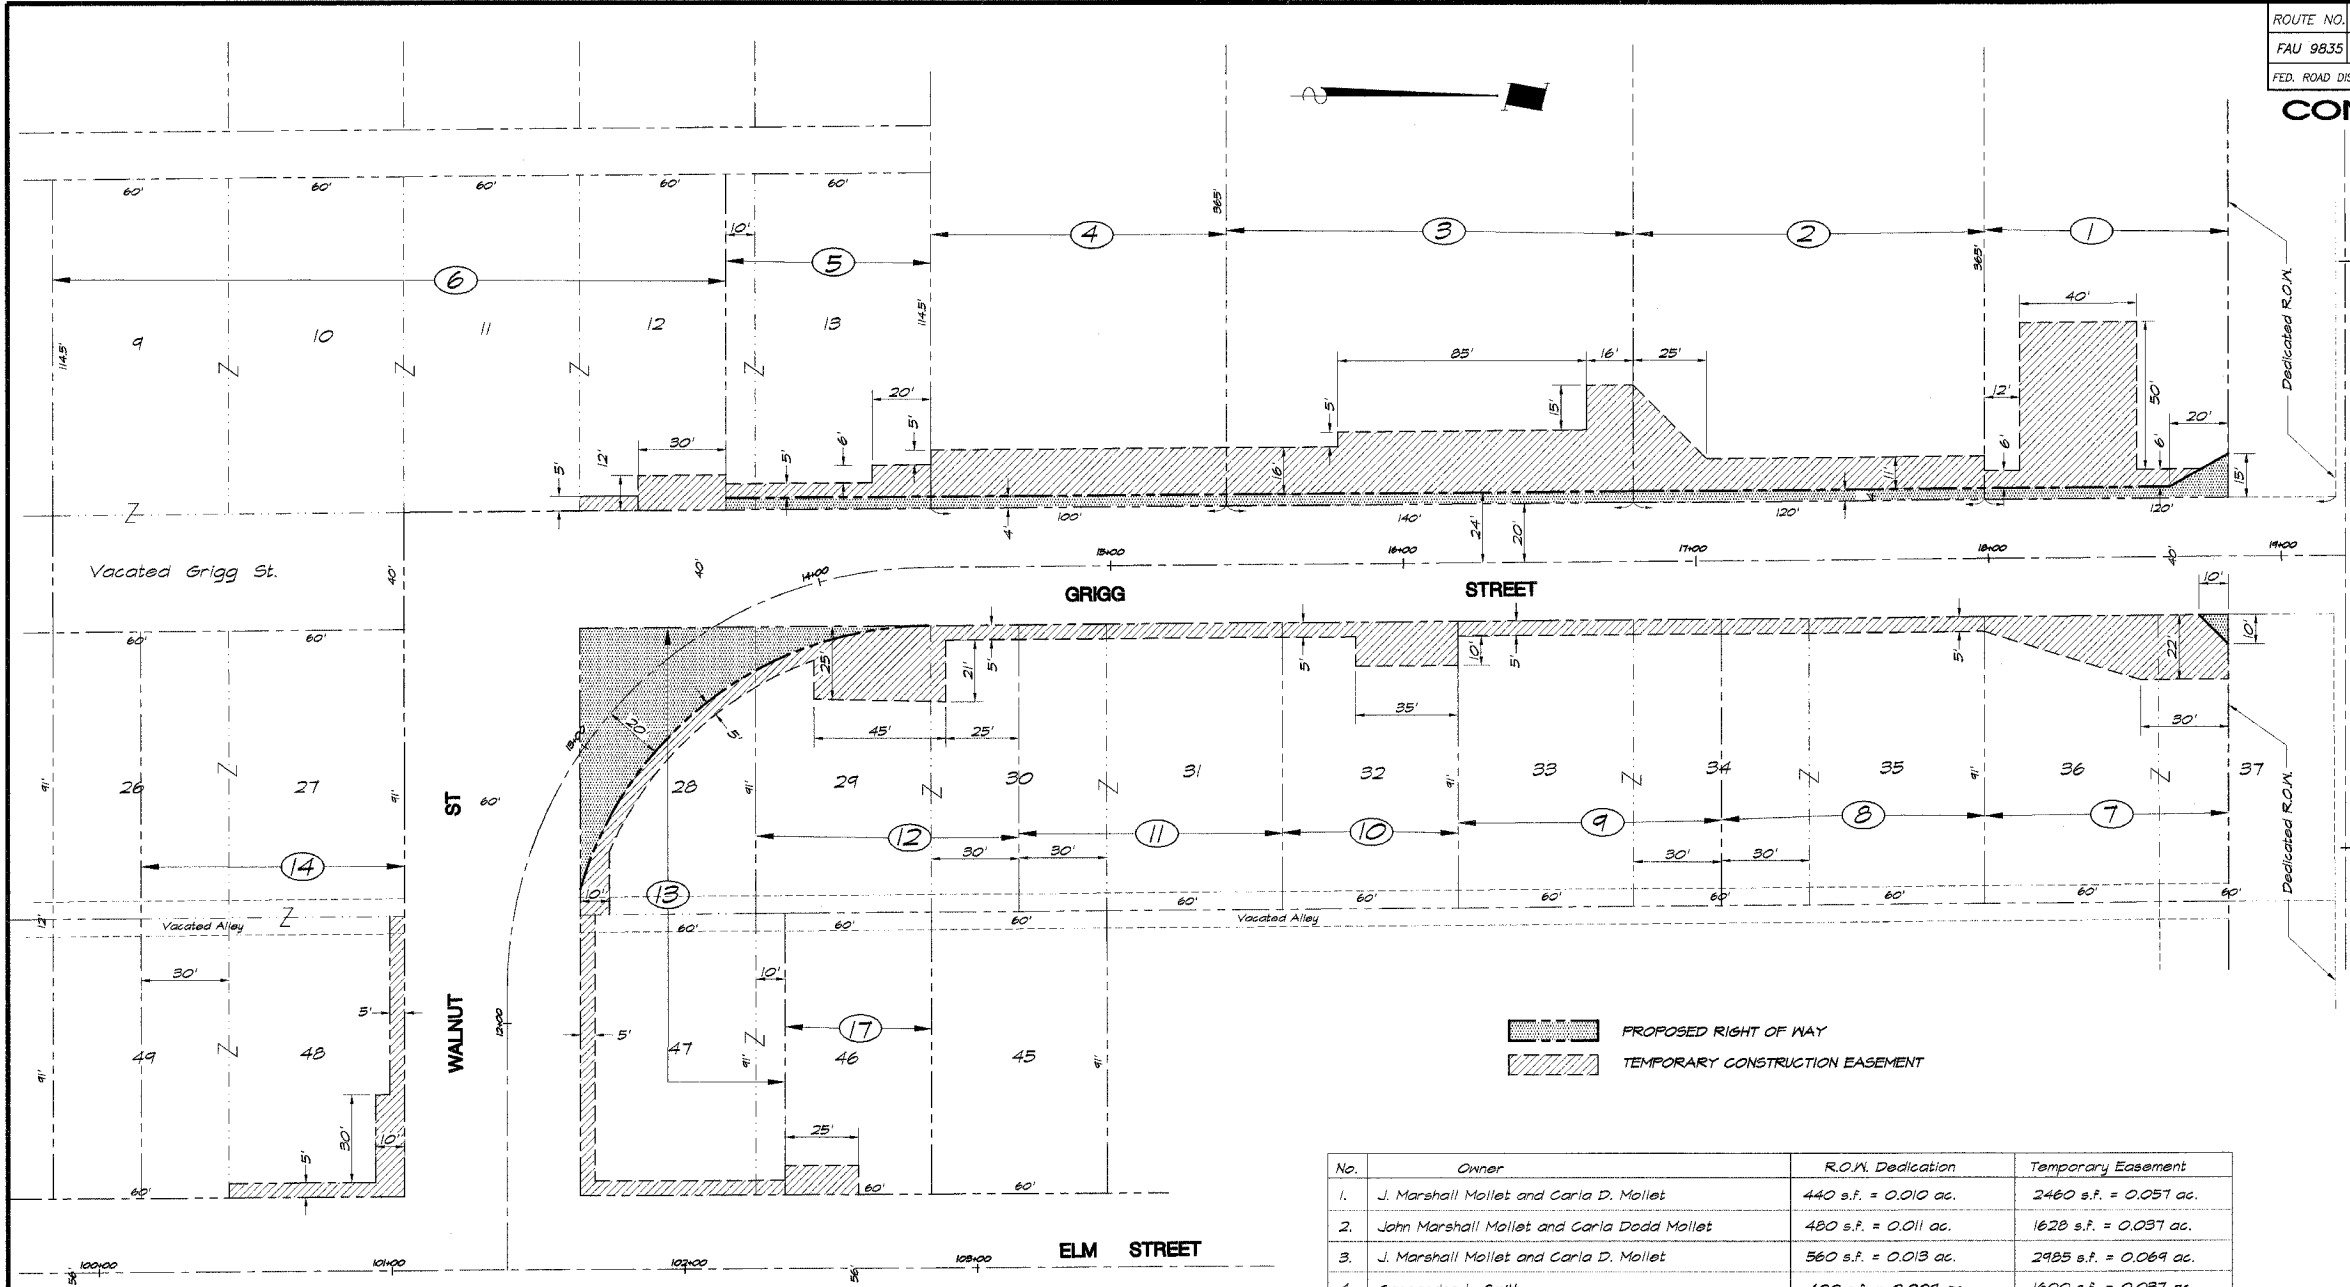 ROUTE NO.
FAU 9835
FED. ROAD DIS
CON
60' 60' 60' 60' 60'
10'
365'
4 3 2 1
5
6
365'
Dedicated R.O.W.
40'
114.5'
9 10 11 12 13
114.5'
85' 16' 25'
12'
50'
20'
20'
5' 15'
30'
5' 12' 5' 6' 5'
16' 11' 6' 6' 15'
4' 100' 140' 24' 20' 4' 120' 120'
Vacated Grigg St.
40' 40' 14+00 15+00 16+00 17+00 18+00 40' 19+00
GRIGG STREET
10'
60' 60'
25' 21' 5' 5' 10' 5' 5' 22' 10'
35'
45' 25'
30'
20' 5'
13+00
26 27 28 29 30 31 32 33 34 35 36 37
91' 91' 91' 91' 91'
ST 60'
12 11 10 9 8 7
14
30' 30' 30' 30'
13
10'
60' 60' 60' 60' 60' 60' 60'
12'
Vacated Alley
60' 60' 60'
Vacated Alley
Dedicated R.O.W.
30'
10'
5'
12+00
5'
17
WALNUT
49 48 47 46 45
91' 91' 91'
PROPOSED RIGHT OF WAY
TEMPORARY CONSTRUCTION EASEMENT
30' 10'
25'
5'
60' 60' 60'
ELM STREET
56' 100+00 101+00 102+00 56' 103+00
No. Owner R.O.W. Dedication Temporary Easement
1. J. Marshall Mollet and Carla D. Mollet 440 s.f. = 0.010 ac. 2460 s.f. = 0.057 ac.
2. John Marshall Mollet and Carla Dodd Mollet 480 s.f. = 0.011 ac. 1628 s.f. = 0.037 ac.
3. J. Marshall Mollet and Carla D. Mollet 560 s.f. = 0.013 ac. 2985 s.f. = 0.069 ac.